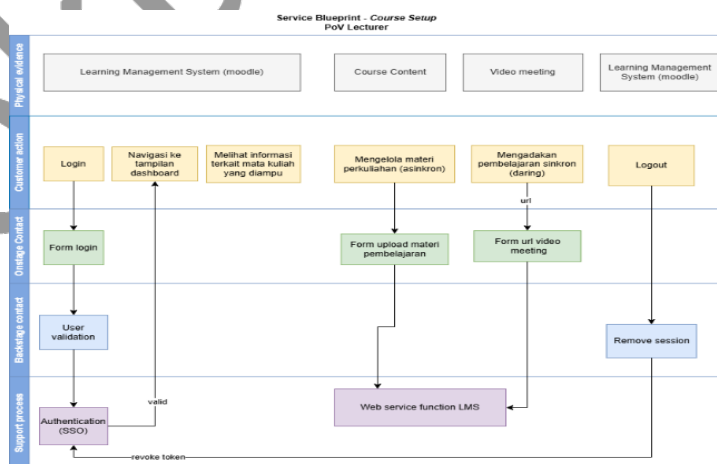 Service Blueprint - Course Setup
PoV Lecturer
Physical evidence
Learning Management System (moodle)
Course Content
Video meeting
Learning Management
System (moodle)
Customer action
Login
Navigasi ke
tampilan
dashboard
Melihat informasi
terkait mata kuliah
yang diampu
Mengelola materi
perkuliahan (asinkron)
Mengadakan
pembelajaran sinkron
(daring)
Logout
url
Onstage Contact
Form login
Form upload materi
pembelajaran
Form url video
meeting
Backstage contact
User
validation
Remove session
Support process
Authentication
(SSO)
valid
Web service function LMS
revoke token